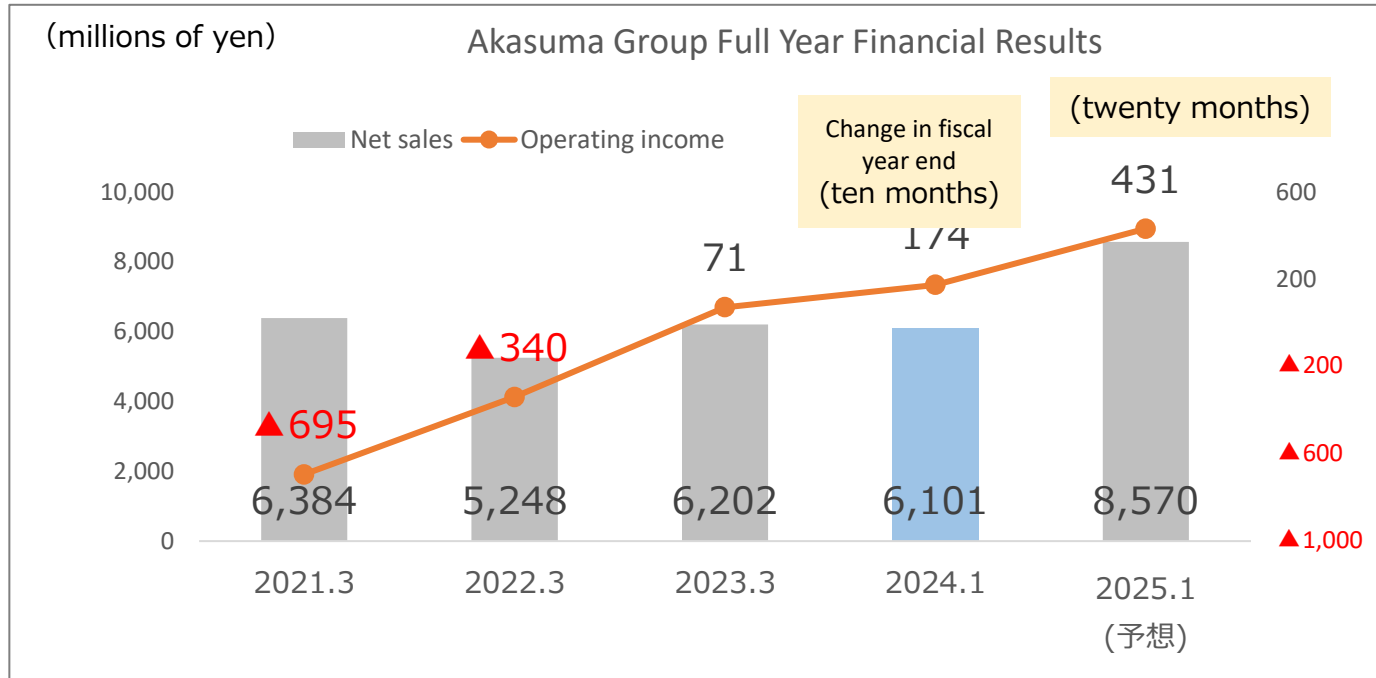 (millions of yen)
Akasuma Group Full Year Financial Results
Net sales
Operating income
Change in fiscal
year end
(ten months)
(twenty months)
10,000
8,000
6,000
4,000
2,000
0
600
200
▲200
▲600
▲1,000
▲695
▲340
71
174
431
6,384
5,248
6,202
6,101
8,570
2021.3
2022.3
2023.3
2024.1
2025.1
(予想)